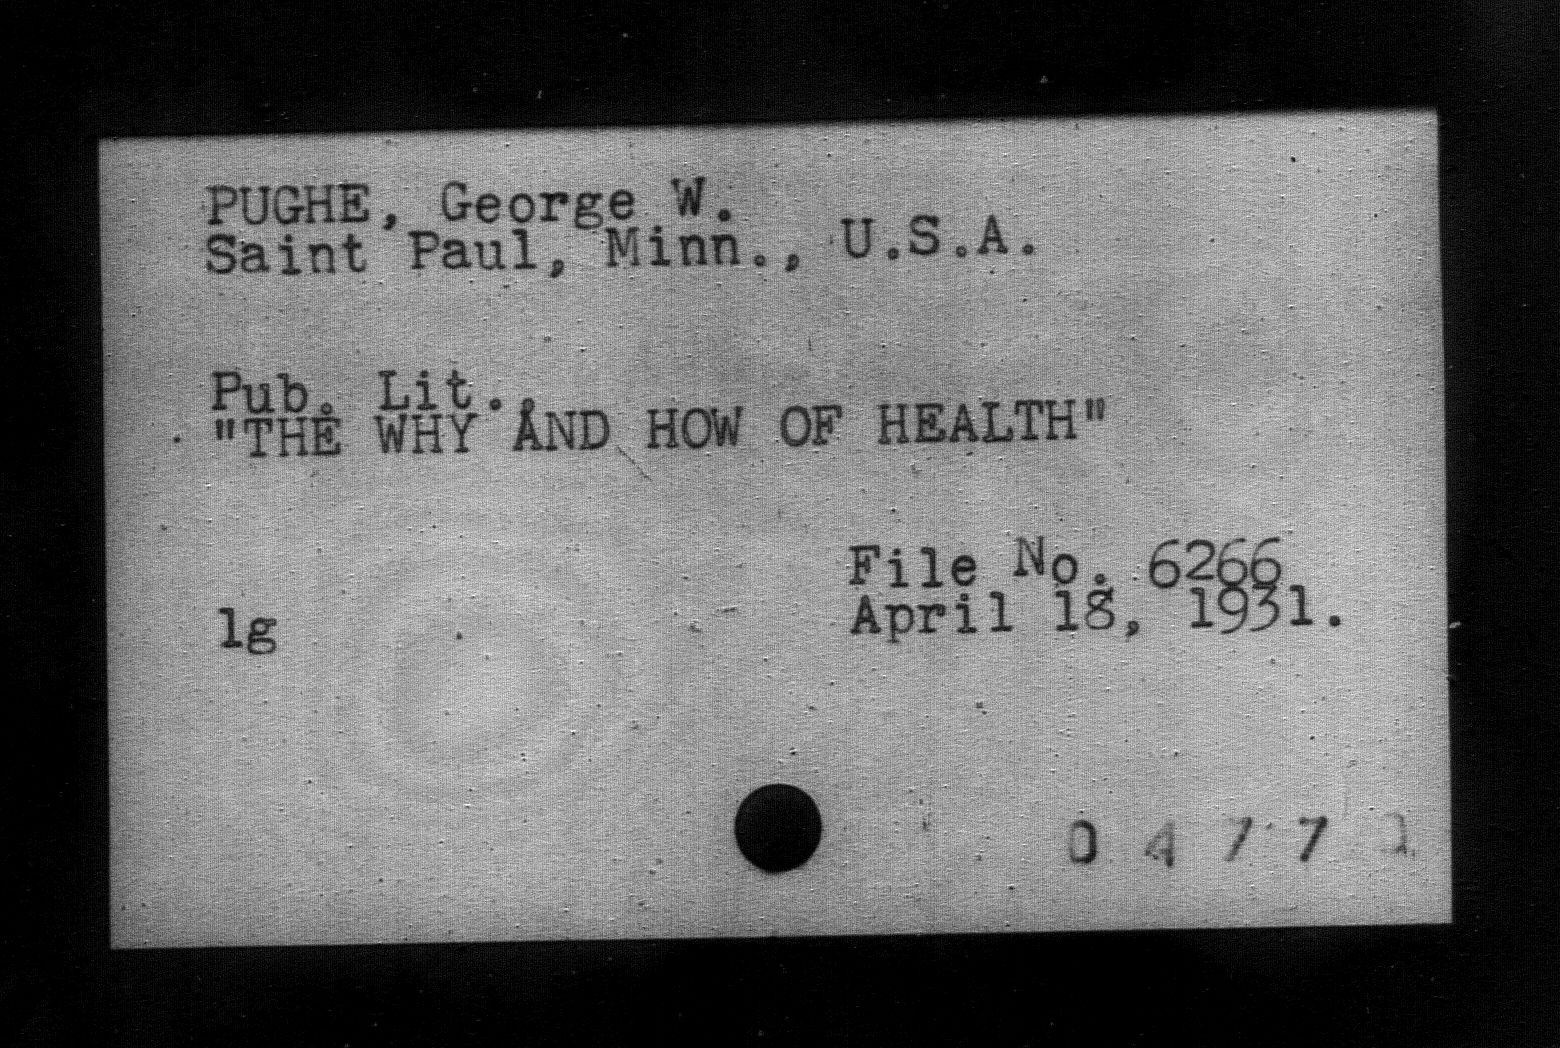 PUGHE, George W.
Saint Paul, Minn., U.S.A.
Pub. Lit.
"THE WHY AND HOW OF HEALTH"
File No. 6266
April 18, 1931.
lg
0 4 7 7 1